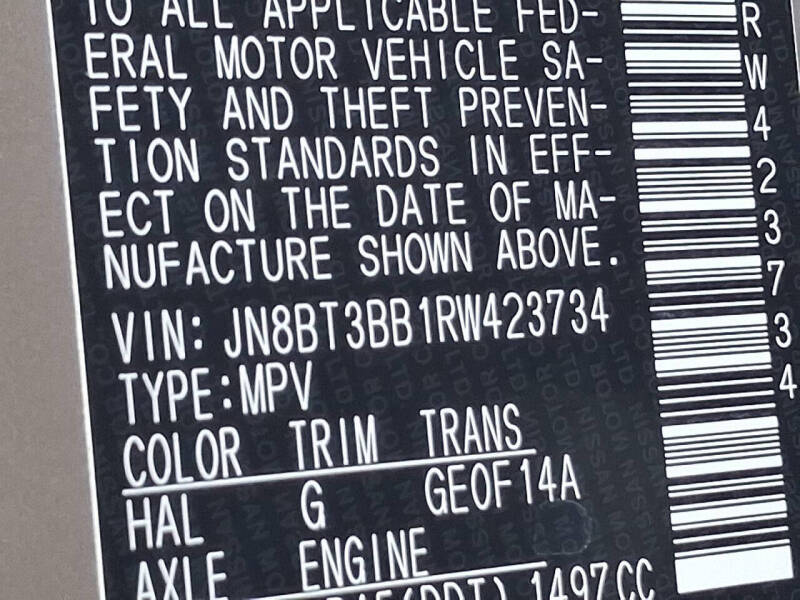 TO ALL APPLICABLE FED-
ERAL MOTOR VEHICLE SA-
FETY AND THEFT PREVEN-
TION STANDARDS IN EFF-
ECT ON THE DATE OF MA-
NUFACTURE SHOWN ABOVE.
VIN: JN8BT3BB1RW423734
TYPE:MPV
COLOR TRIM TRANS
HAL G GEOF14A
AXLE ENGINE
1497CC
R
W
4
2
3
7
3
4